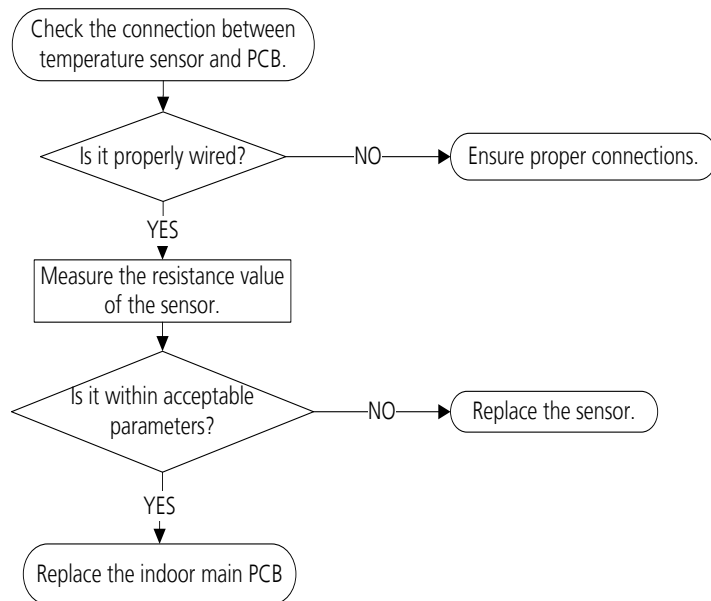 Check the connection between
temperature sensor and PCB.
Is it properly wired?
NO
Ensure proper connections.
YES
Measure the resistance value
of the sensor.
Is it within acceptable
parameters?
NO
Replace the sensor.
YES
Replace the indoor main PCB